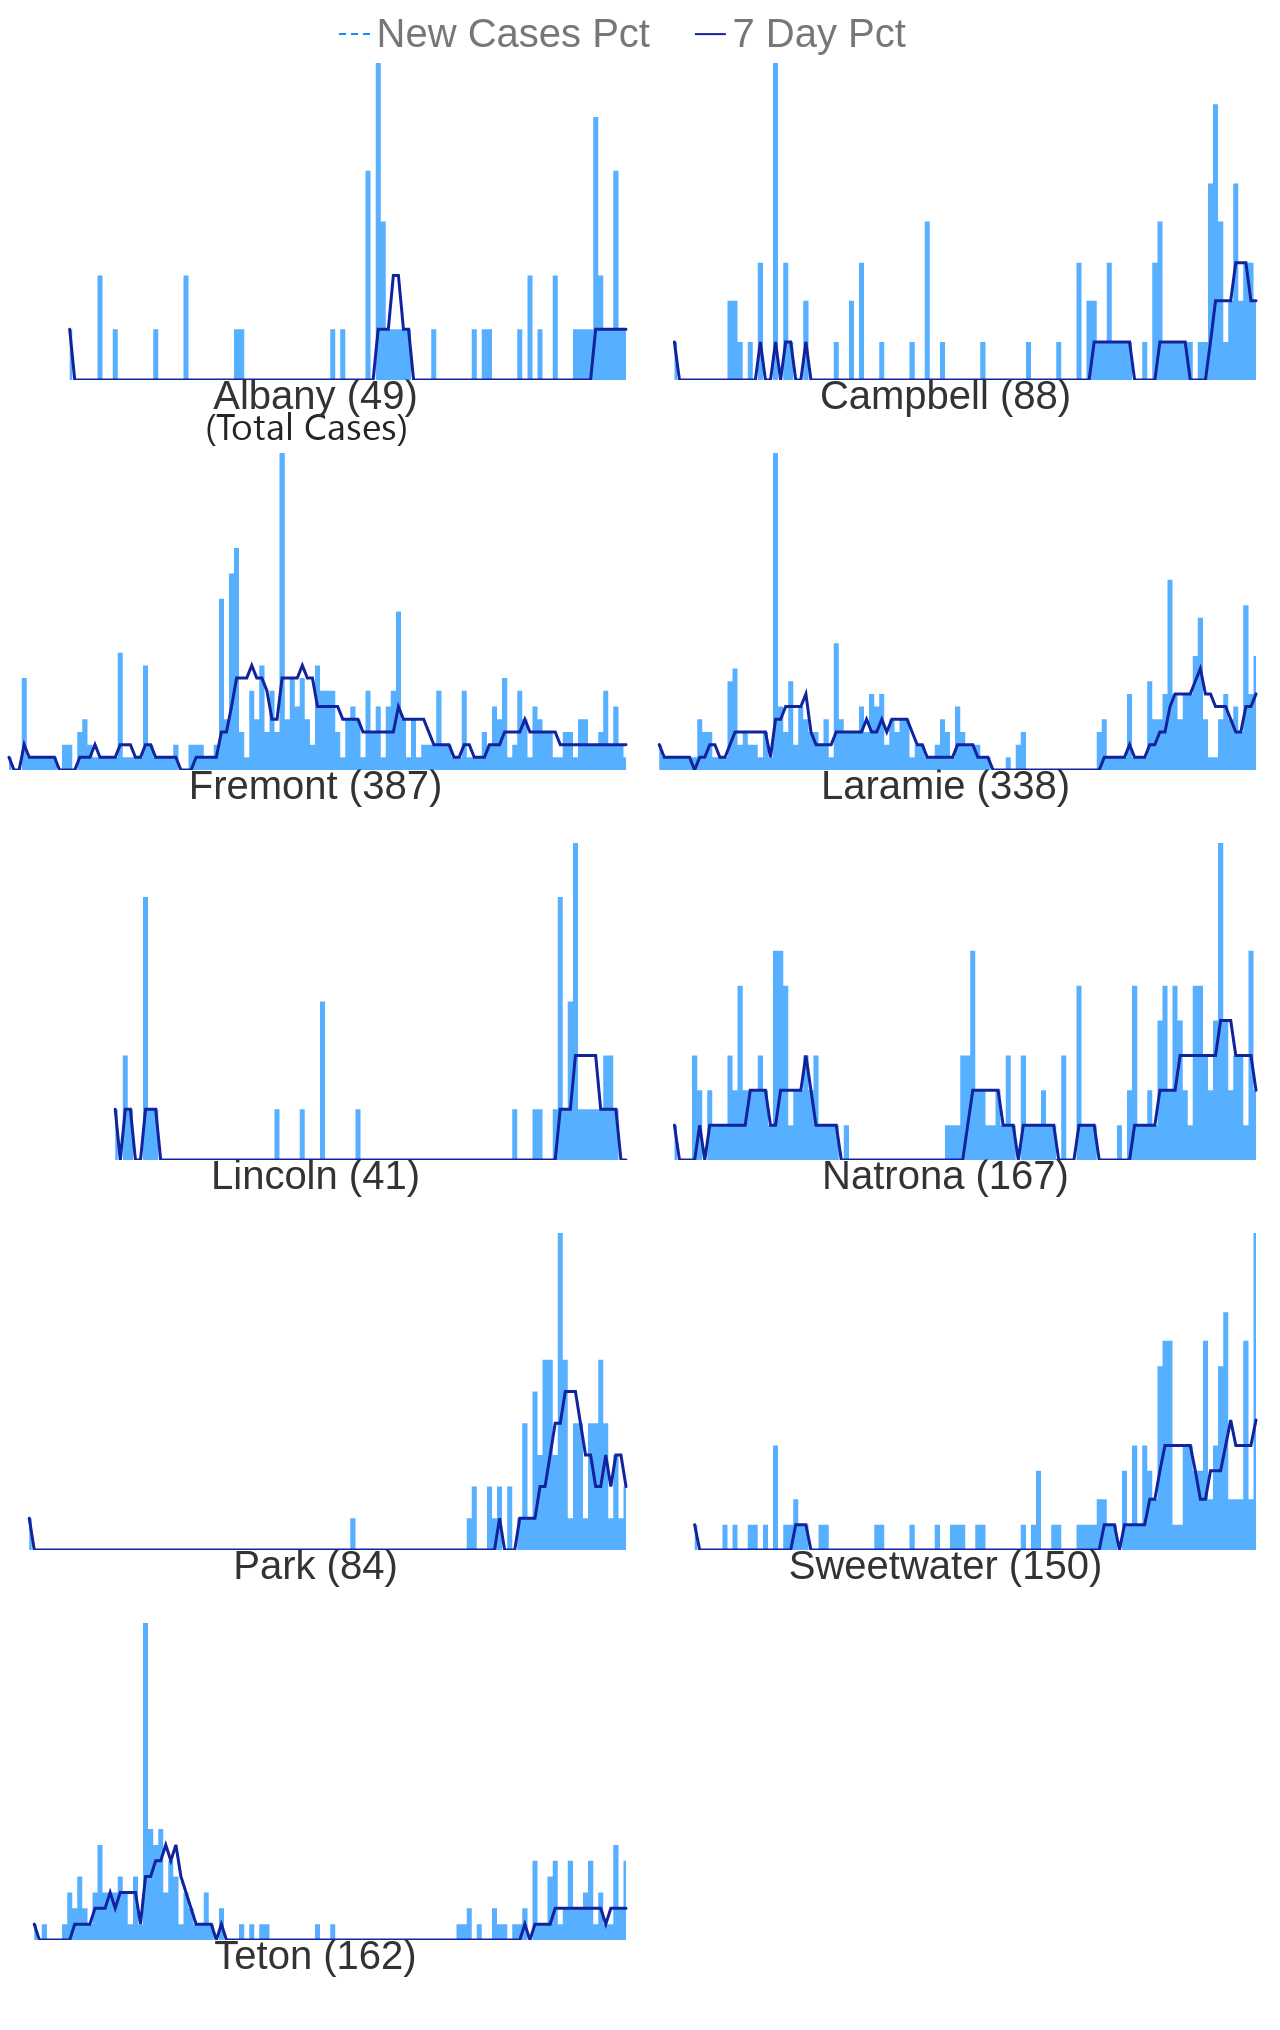 New Cases Pct 7 Day Pct
Albany (49) Campbell (88)
(Total Cases)
Fremont (387) Laramie (338)
Lincoln (41) Natrona (167)
Park (84) Sweetwater (150)
Teton (162)